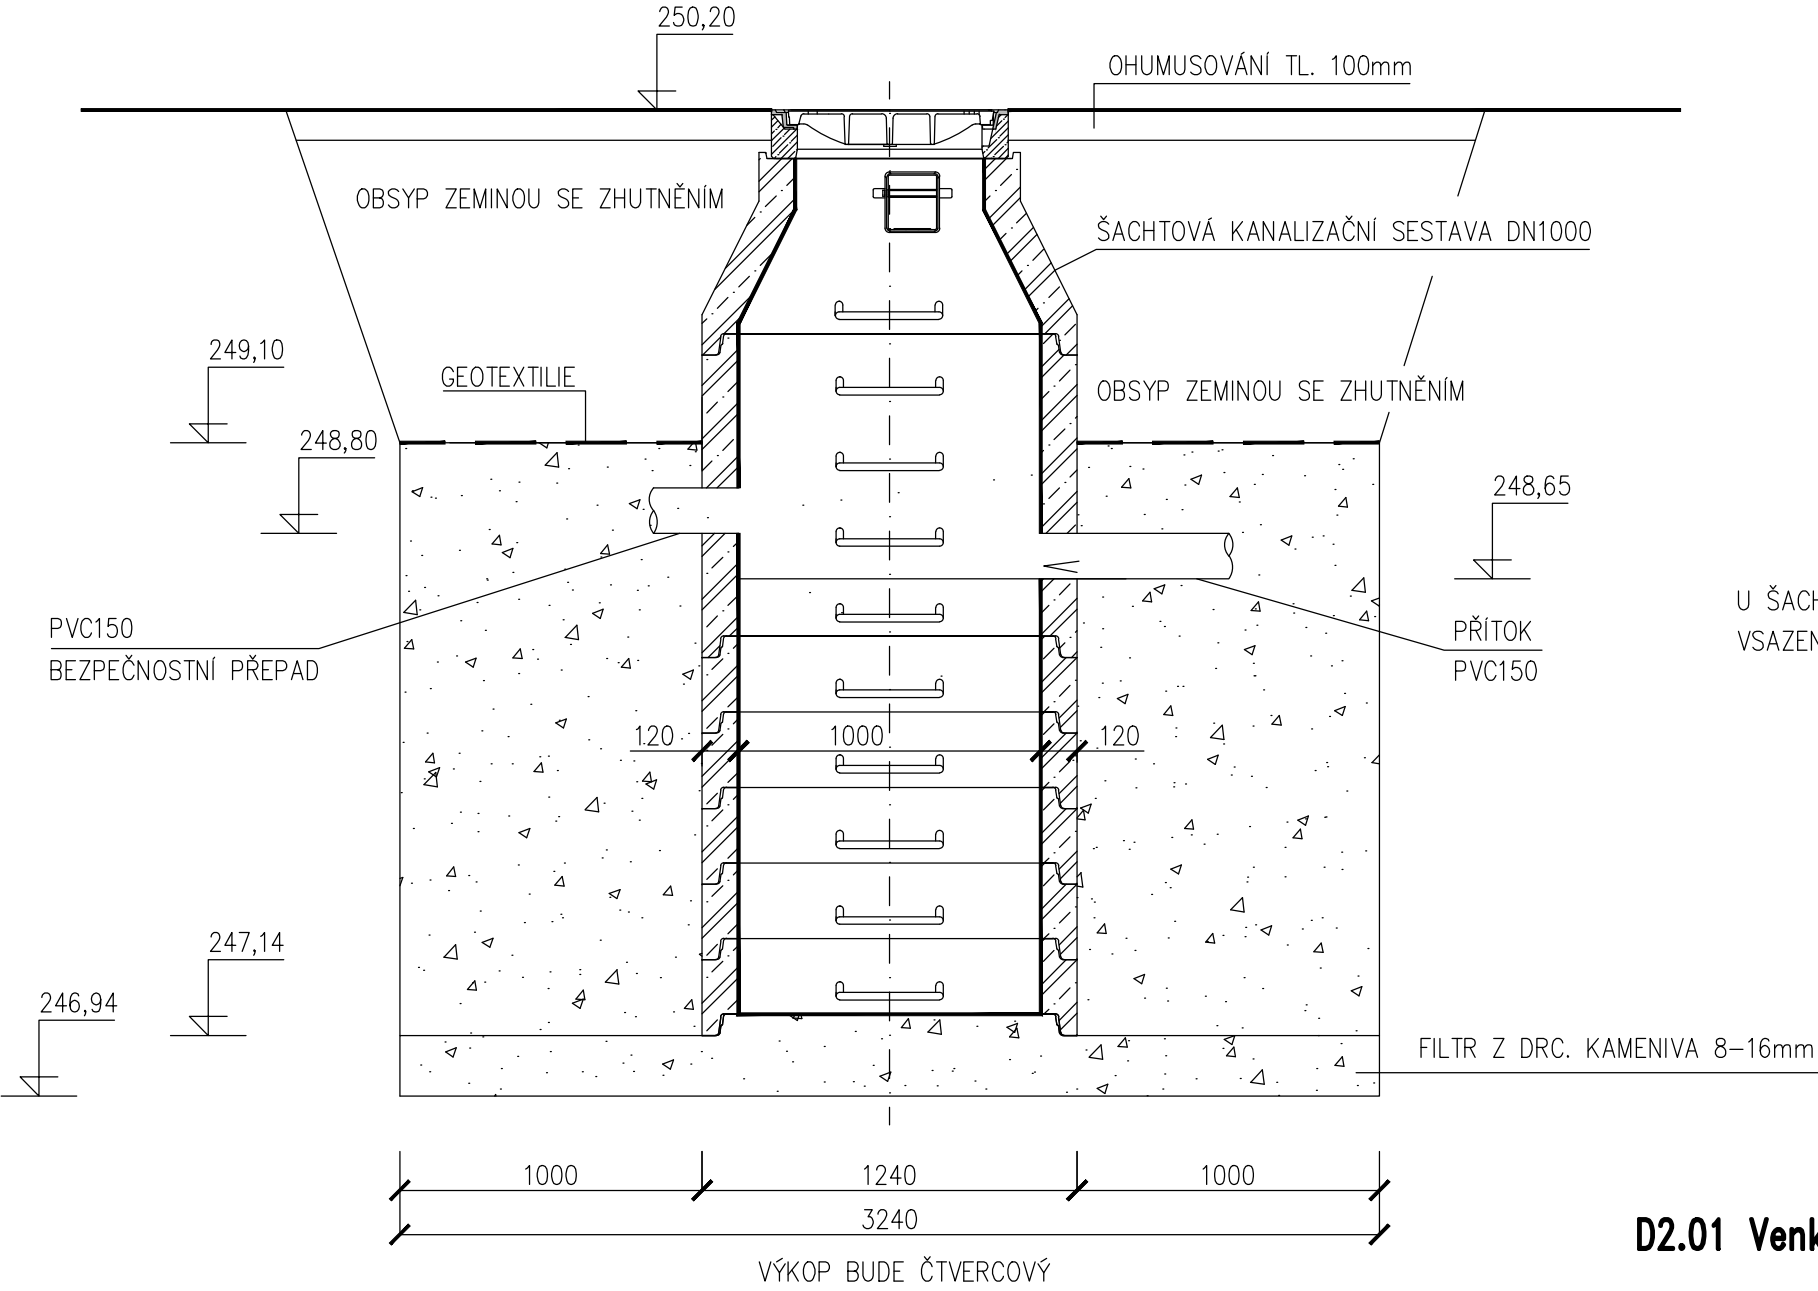 250,20
OHUMUSOVÁNÍ TL. 100mm
OBSYP ZEMINOU SE ZHUTNĚNÍM
ŠACHTOVÁ KANALIZAČNÍ SESTAVA DN1000
249,10
GEOTEXTILIE
OBSYP ZEMINOU SE ZHUTNĚNÍM
248,80
248,65
U ŠACH
VSAZEN
PVC150
BEZPEČNOSTNÍ PŘEPAD
PŘÍTOK
PVC150
120
1000
120
247,14
246,94
FILTR Z DRC. KAMENIVA 8-16mm
1000
1240
1000
3240
VÝKOP BUDE ČTVERCOVÝ
D2.01 Venk